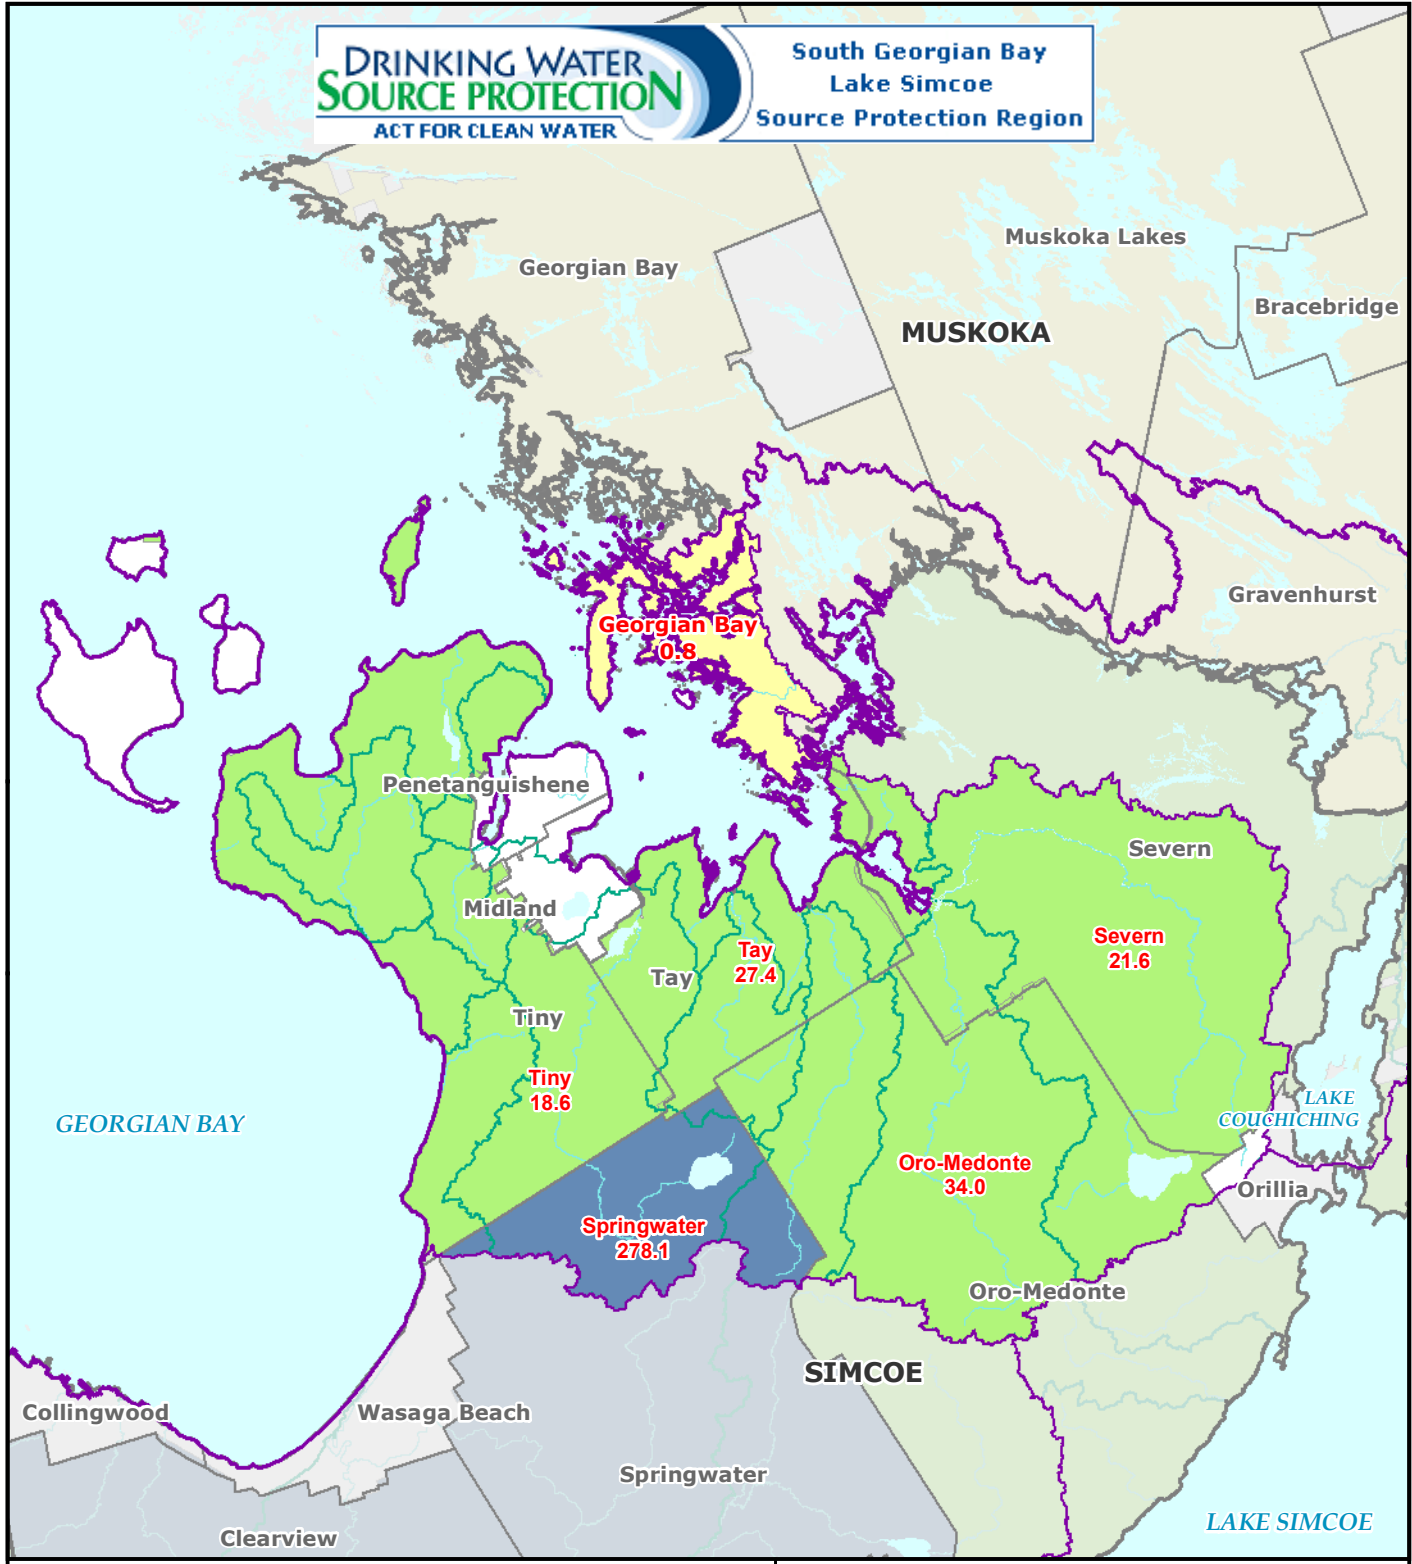 DRINKING WATER
SOURCE PROTECTION
ACT FOR CLEAN WATER
South Georgian Bay
Lake Simcoe
Source Protection Region
Muskoka Lakes
Georgian Bay
Bracebridge
MUSKOKA
Gravenhurst
Georgian Bay
0.8
Penetanguishene
Severn
Midland
Severn
21.6
Tay
27.4
Tay
Tiny
Tiny
18.6
GEORGIAN BAY
LAKE
COUCHICHING
Oro-Medonte
34.0
Orillia
Springwater
278.1
Oro-Medonte
SIMCOE
Collingwood
Wasaga Beach
Springwater
LAKE SIMCOE
Clearview